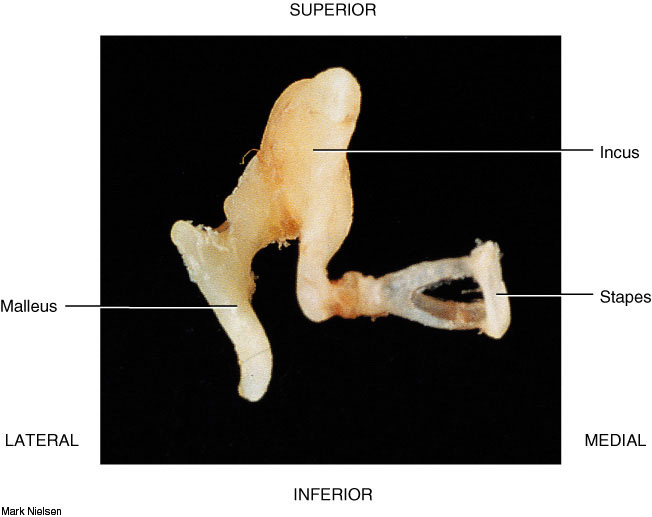 SUPERIOR
Incus
Malleus
Stapes
LATERAL
MEDIAL
INFERIOR
Mark Nielsen